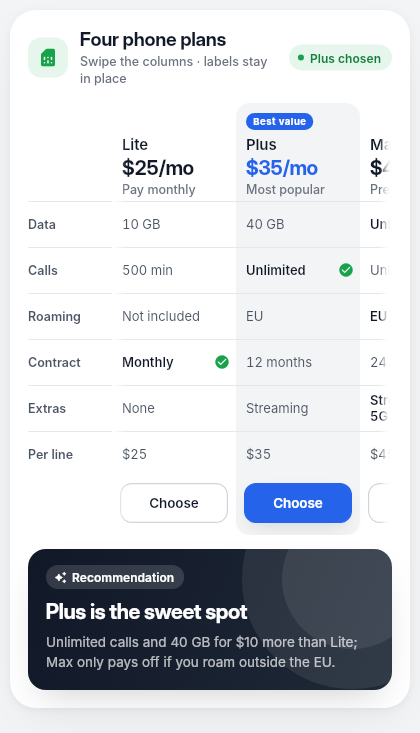 Four phone plans
Swipe the columns · labels stay
in place
Plus chosen
Best value
Lite
Plus
$25/mo
$35/mo
Pay monthly
Most popular
Data
10 GB
40 GB
Calls
500 min
Unlimited
Roaming
Not included
EU
EU
Contract
Monthly
12 months
24
Extras
None
Streaming
5G
Per line
$25
$35
Choose
Choose
Recommendation
Plus is the sweet spot
Unlimited calls and 40 GB for $10 more than Lite;
Max only pays off if you roam outside the EU.